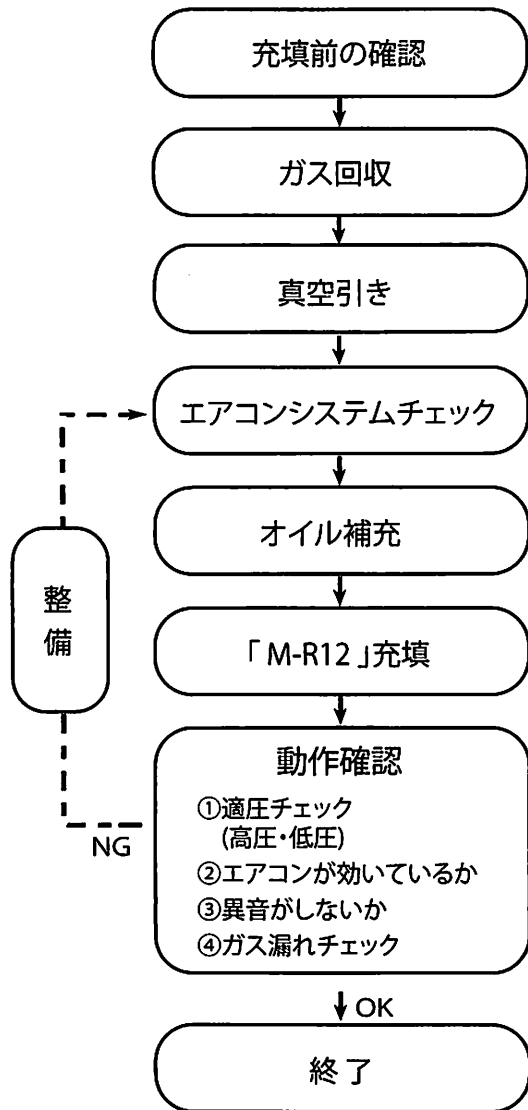 充填前の確認
ガス回収
真空引き
エアコンシステムチェック
オイル補充
「M-R12」充填
動作確認
①適圧チェック
(高圧・低圧)
②エアコンが効いているか
③異音がしないか
④ガス漏れチェック
NG
整
備
OK
終了